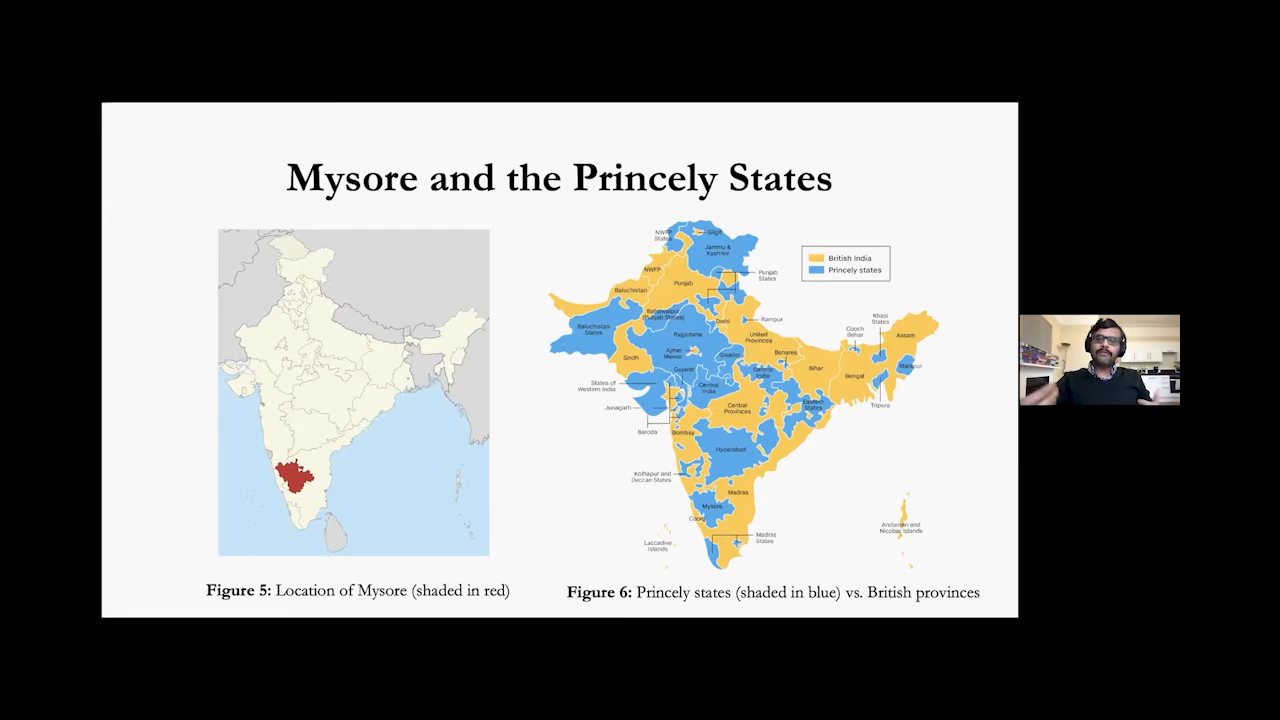 Mysore and the Princely States
NWFP
States
Gilgit
Jammu &
Kashmir
British India
Princely states
NWFP
Punjab
Punjab
States
Baluchistan
Bahawalpur
(Punjab States)
Delhi
Rampur
Khasi
States
Baluchistan
States
Rajputana
United
Provinces
Cooch
Behar
Assam
Sindh
Ajmer
Merwar
Gwalior
Benares
Gujarat
Central
India
Bihar
Bengal
Manipur
States of
Western India
Central
India
Junagarh
Central
Provinces
Eastern
States
Tripura
Baroda
Bombay
Hyderabad
Kolhapur and
Deccan States
Madras
Mysore
Coorg
Laccadive
Islands
Madras
States
Andaman and
Nicobar Islands
Figure 5: Location of Mysore (shaded in red)
Figure 6: Princely states (shaded in blue) vs. British provinces